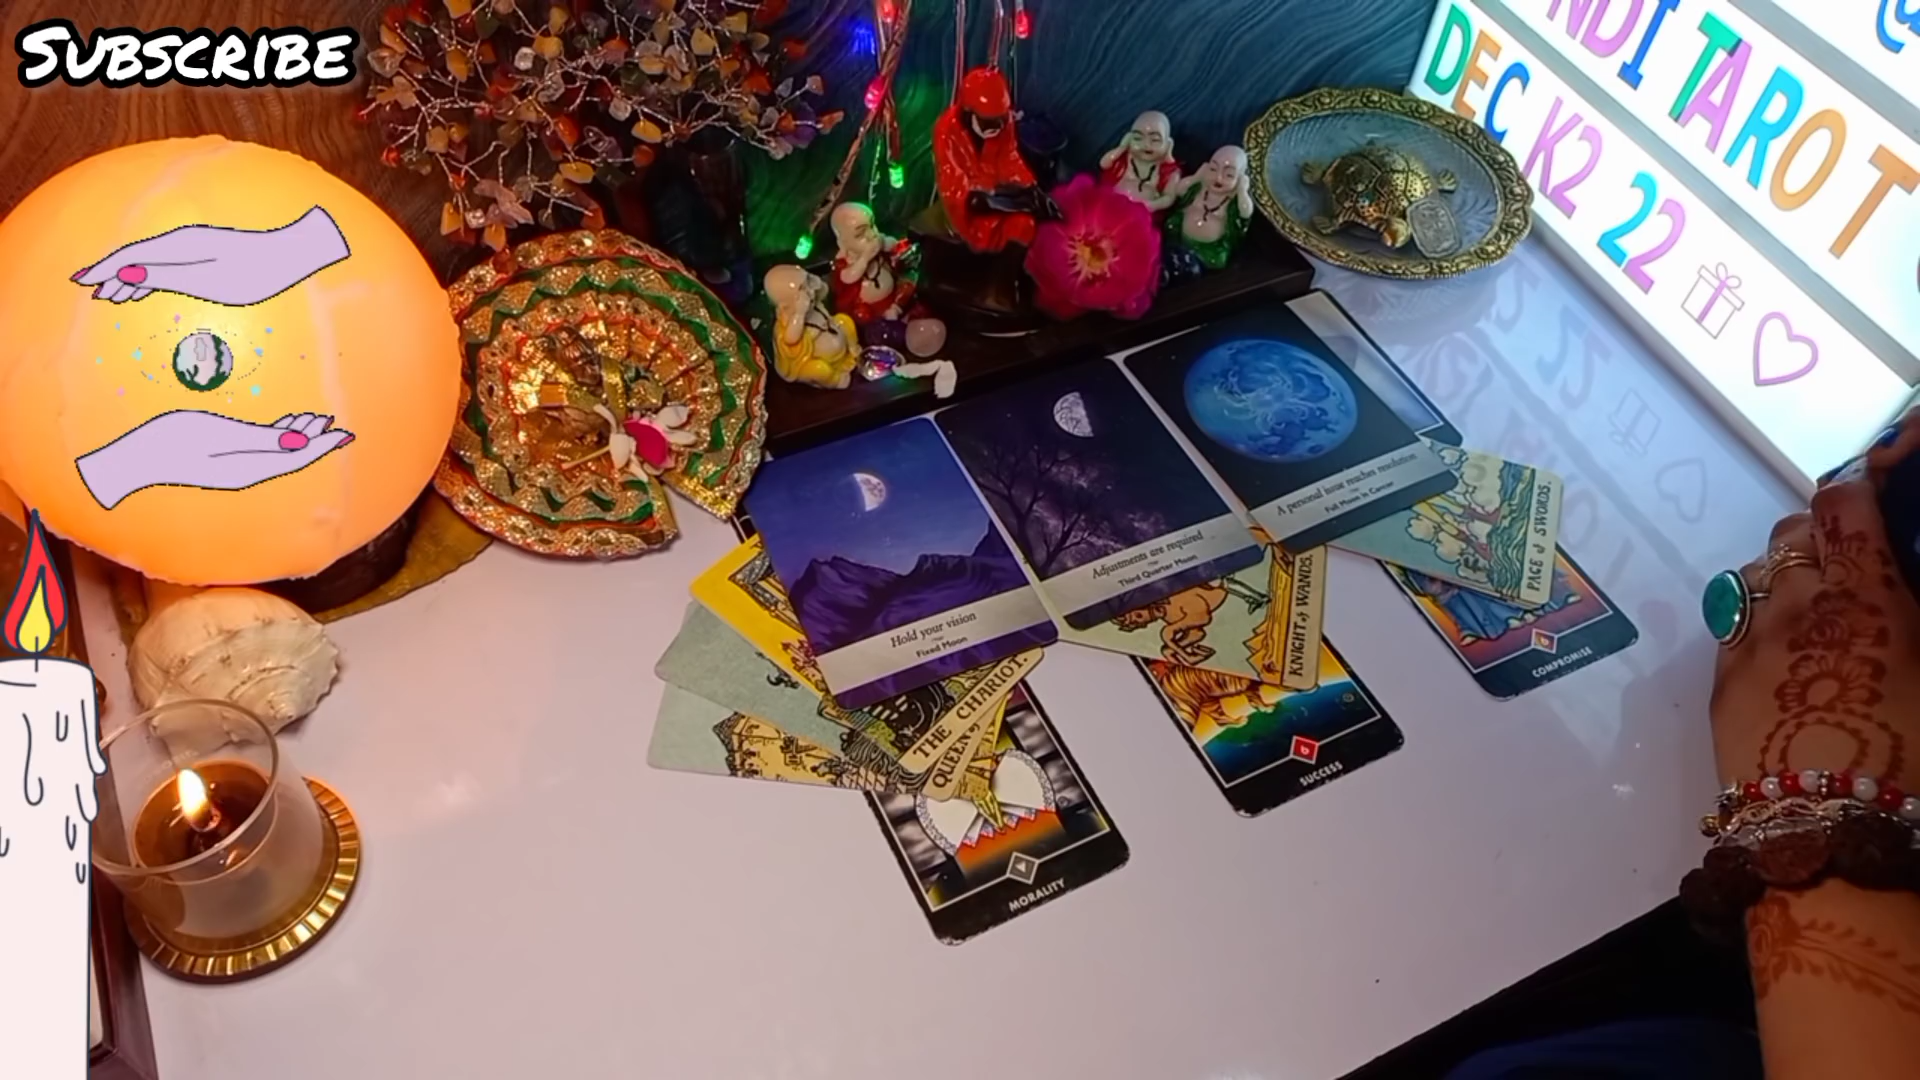 SUBSCRIBE
NDI TAROT
DEC K2 22
Hold your vision
Fixed Moon
Adjustments are required
Third Quarter Moon
A personal issue reaches resolution
Full Moon in Cancer
PAGE of SWORDS.
KNIGHT of WANDS.
THE CHARIOT.
QUEEN of
COMPROMISE
SUCCESS
MORALITY